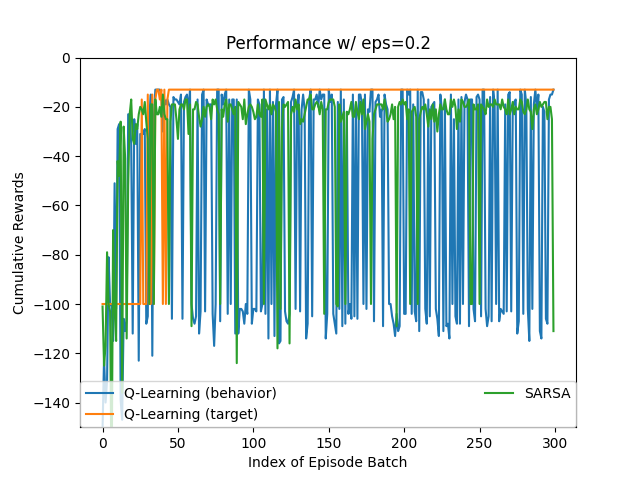 Performance w/ eps=0.2
Cumulative Rewards
0
−20
−40
−60
−80
−100
−120
−140
Q-Learning (behavior)
Q-Learning (target)
SARSA
0 50 100 150 200 250 300
Index of Episode Batch